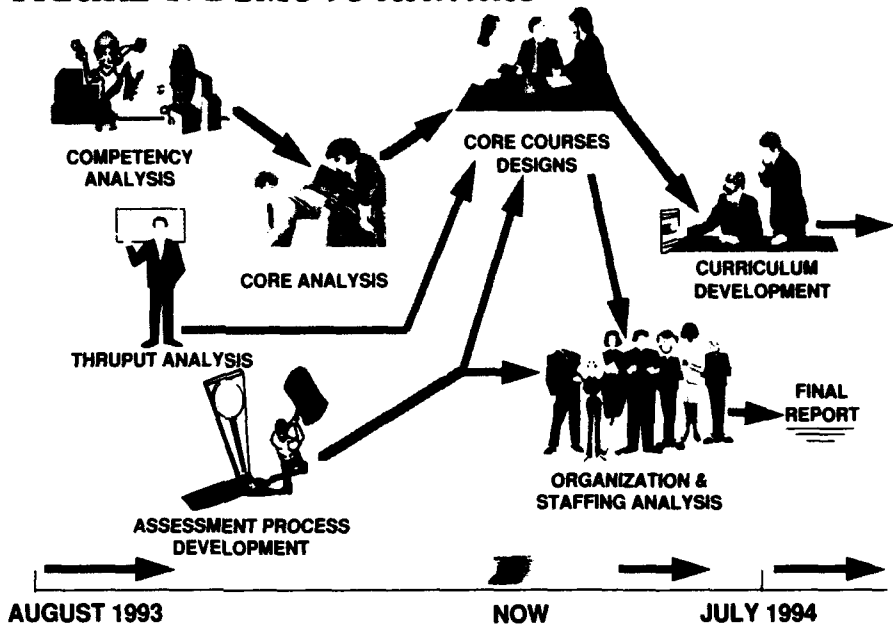 COMPETENCY
ANALYSIS
CORE COURSES
DESIGNS
CORE ANALYSIS
CURRICULUM
DEVELOPMENT
THRUPUT ANALYSIS
FINAL
REPORT
ORGANIZATION &
STAFFING ANALYSIS
ASSESSMENT PROCESS
DEVELOPMENT
AUGUST 1993
NOW
JULY 1994